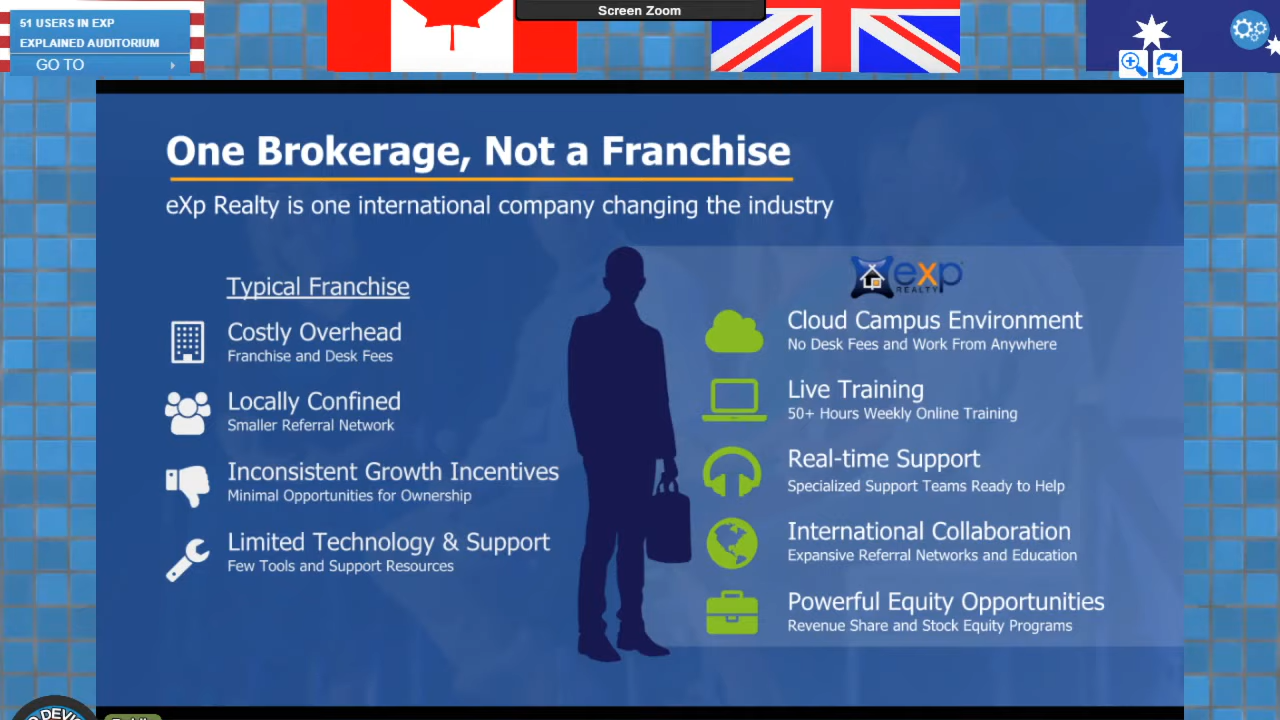 Screen Zoom
51 USERS IN EXP
EXPLAINED AUDITORIUM
GO TO
One Brokerage, Not a Franchise
eXp Realty is one international company changing the industry
Typical Franchise
Costly Overhead
Franchise and Desk Fees
Locally Confined
Smaller Referral Network
Inconsistent Growth Incentives
Minimal Opportunities for Ownership
Limited Technology & Support
Few Tools and Support Resources
exp
REALTY
Cloud Campus Environment
No Desk Fees and Work From Anywhere
Live Training
50+ Hours Weekly Online Training
Real-time Support
Specialized Support Teams Ready to Help
International Collaboration
Expansive Referral Networks and Education
Powerful Equity Opportunities
Revenue Share and Stock Equity Programs